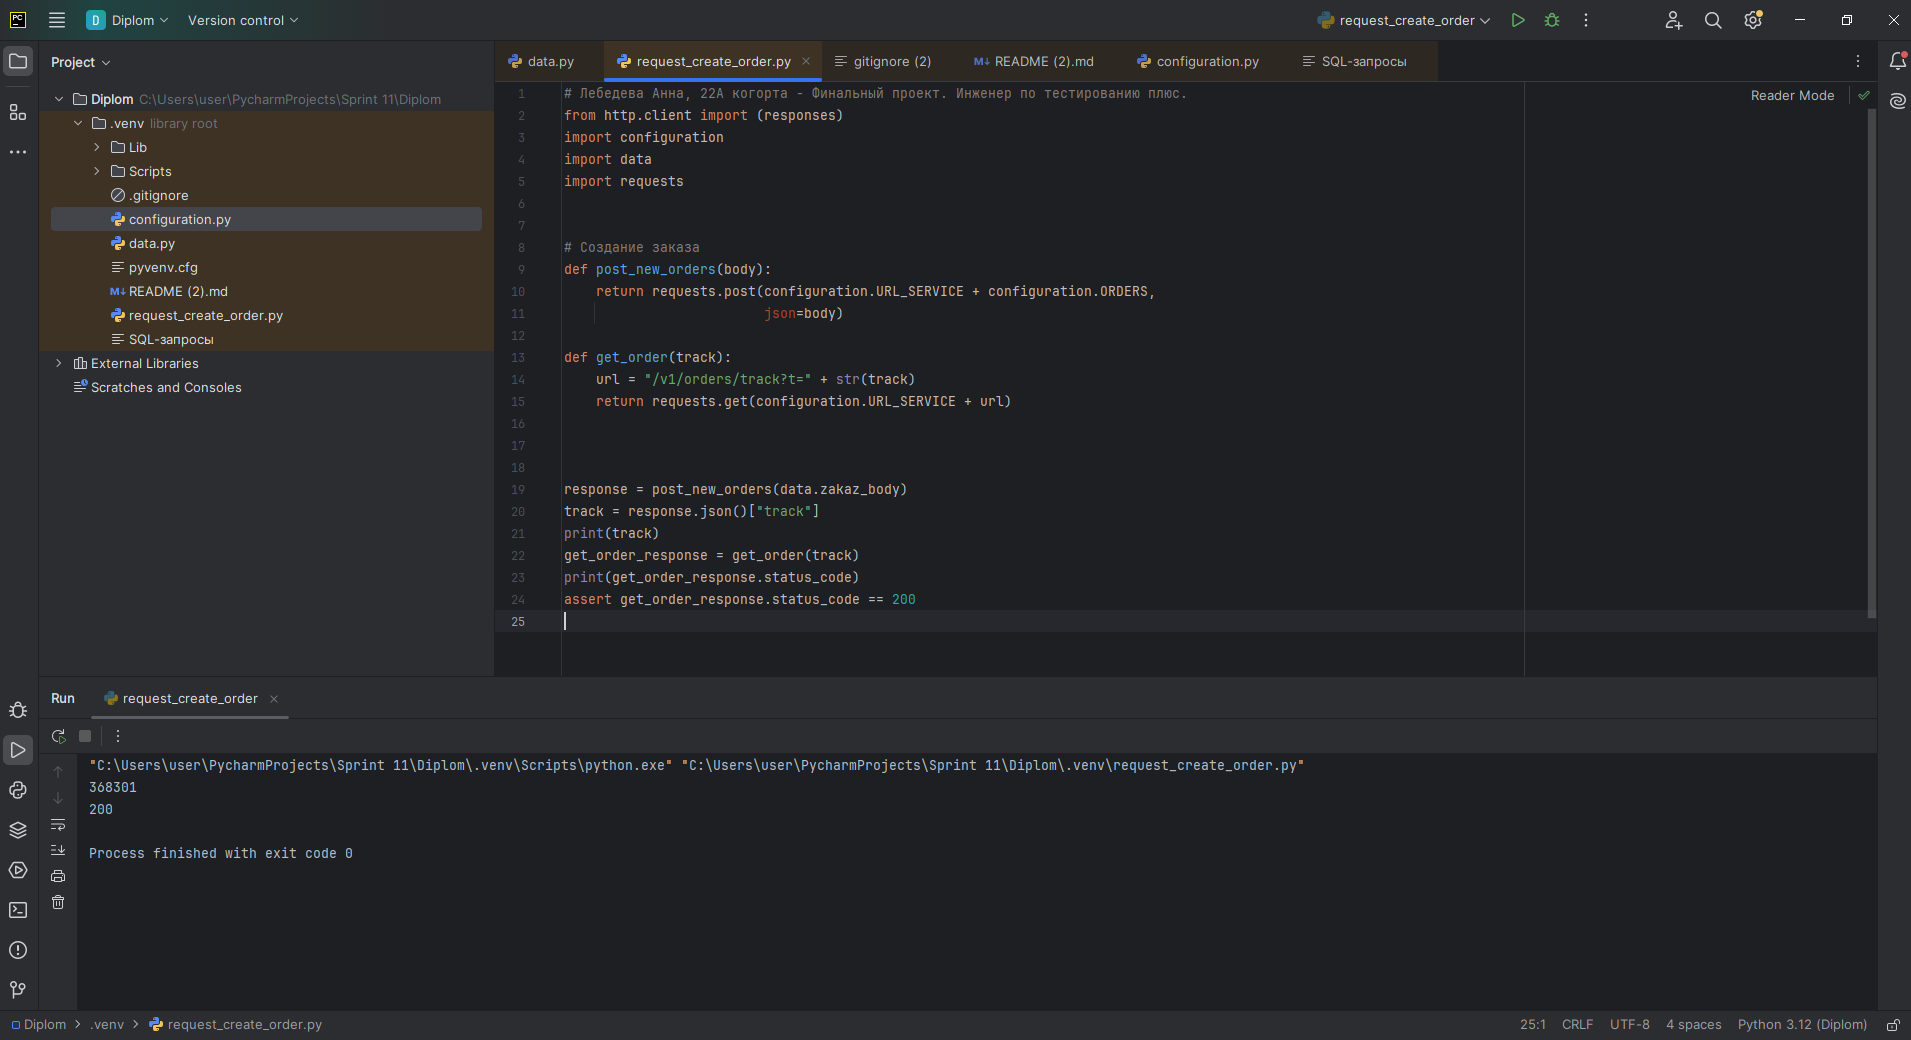 PC
D Diplom Version control request_create_order
Project
data.py request_create_order.py gitignore (2) M↓ README (2).md configuration.py SQL-запросы
Reader Mode
Diplom C:\Users\user\PycharmProjects\Sprint 11\Diplom
.venv library root
Lib
Scripts
.gitignore
configuration.py
data.py
pyvenv.cfg
M↓ README (2).md
request_create_order.py
SQL-запросы
External Libraries
Scratches and Consoles
1 # Лебедева Анна, 22А когорта - Финальный проект. Инженер по тестированию плюс.
2 from http.client import (responses)
3 import configuration
4 import data
5 import requests
6
7
8 # Создание заказа
9 def post_new_orders(body):
10     return requests.post(configuration.URL_SERVICE + configuration.ORDERS,
11                          json=body)
12
13 def get_order(track):
14     url = "/v1/orders/track?t=" + str(track)
15     return requests.get(configuration.URL_SERVICE + url)
16
17
18
19 response = post_new_orders(data.zakaz_body)
20 track = response.json()["track"]
21 print(track)
22 get_order_response = get_order(track)
23 print(get_order_response.status_code)
24 assert get_order_response.status_code == 200
25
Run request_create_order
"C:\Users\user\PycharmProjects\Sprint 11\Diplom\.venv\Scripts\python.exe" "C:\Users\user\PycharmProjects\Sprint 11\Diplom\.venv\request_create_order.py"
368301
200
Process finished with exit code 0
Diplom > .venv > request_create_order.py 25:1 CRLF UTF-8 4 spaces Python 3.12 (Diplom)